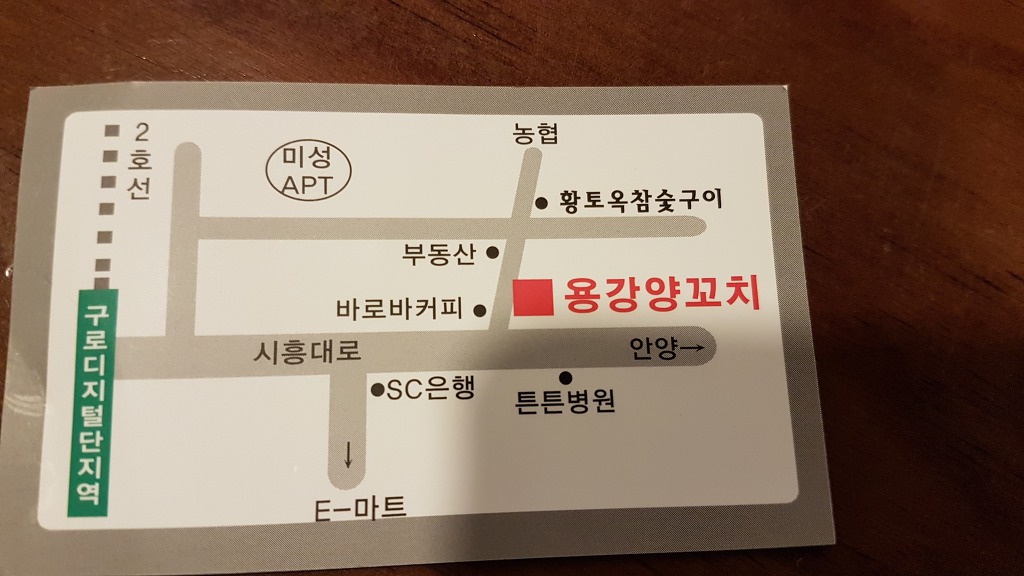 2호선
미성
APT
농협
황토옥참숯구이
부동산
용강양꼬치
바로바커피
시흥대로
안양→
SC은행
튼튼병원
구로디지털단지역
↓
E-마트